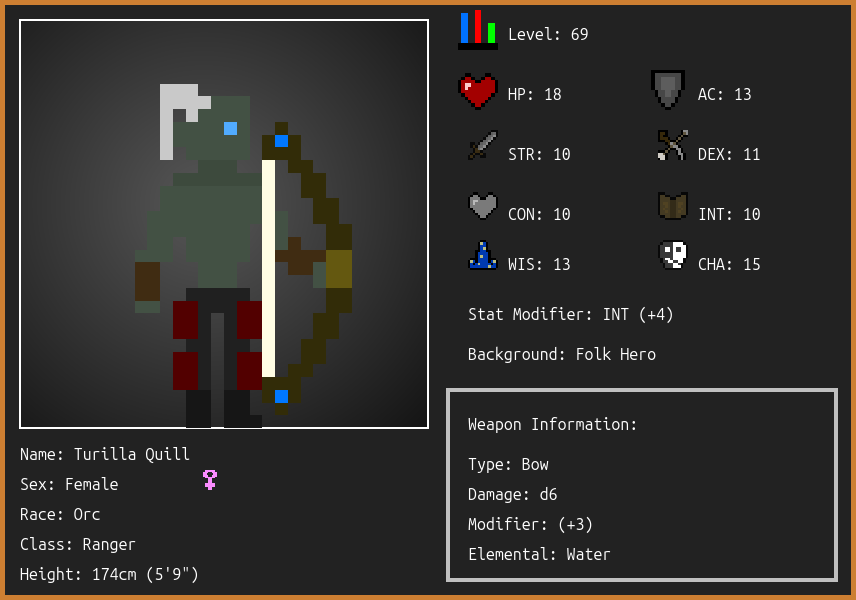 Level: 69
HP: 18
AC: 13
STR: 10
DEX: 11
CON: 10
INT: 10
WIS: 13
CHA: 15
Stat Modifier: INT (+4)
Background: Folk Hero
Weapon Information:
Type: Bow
Damage: d6
Modifier: (+3)
Elemental: Water
Name: Turilla Quill
Sex: Female
Race: Orc
Class: Ranger
Height: 174cm (5'9")